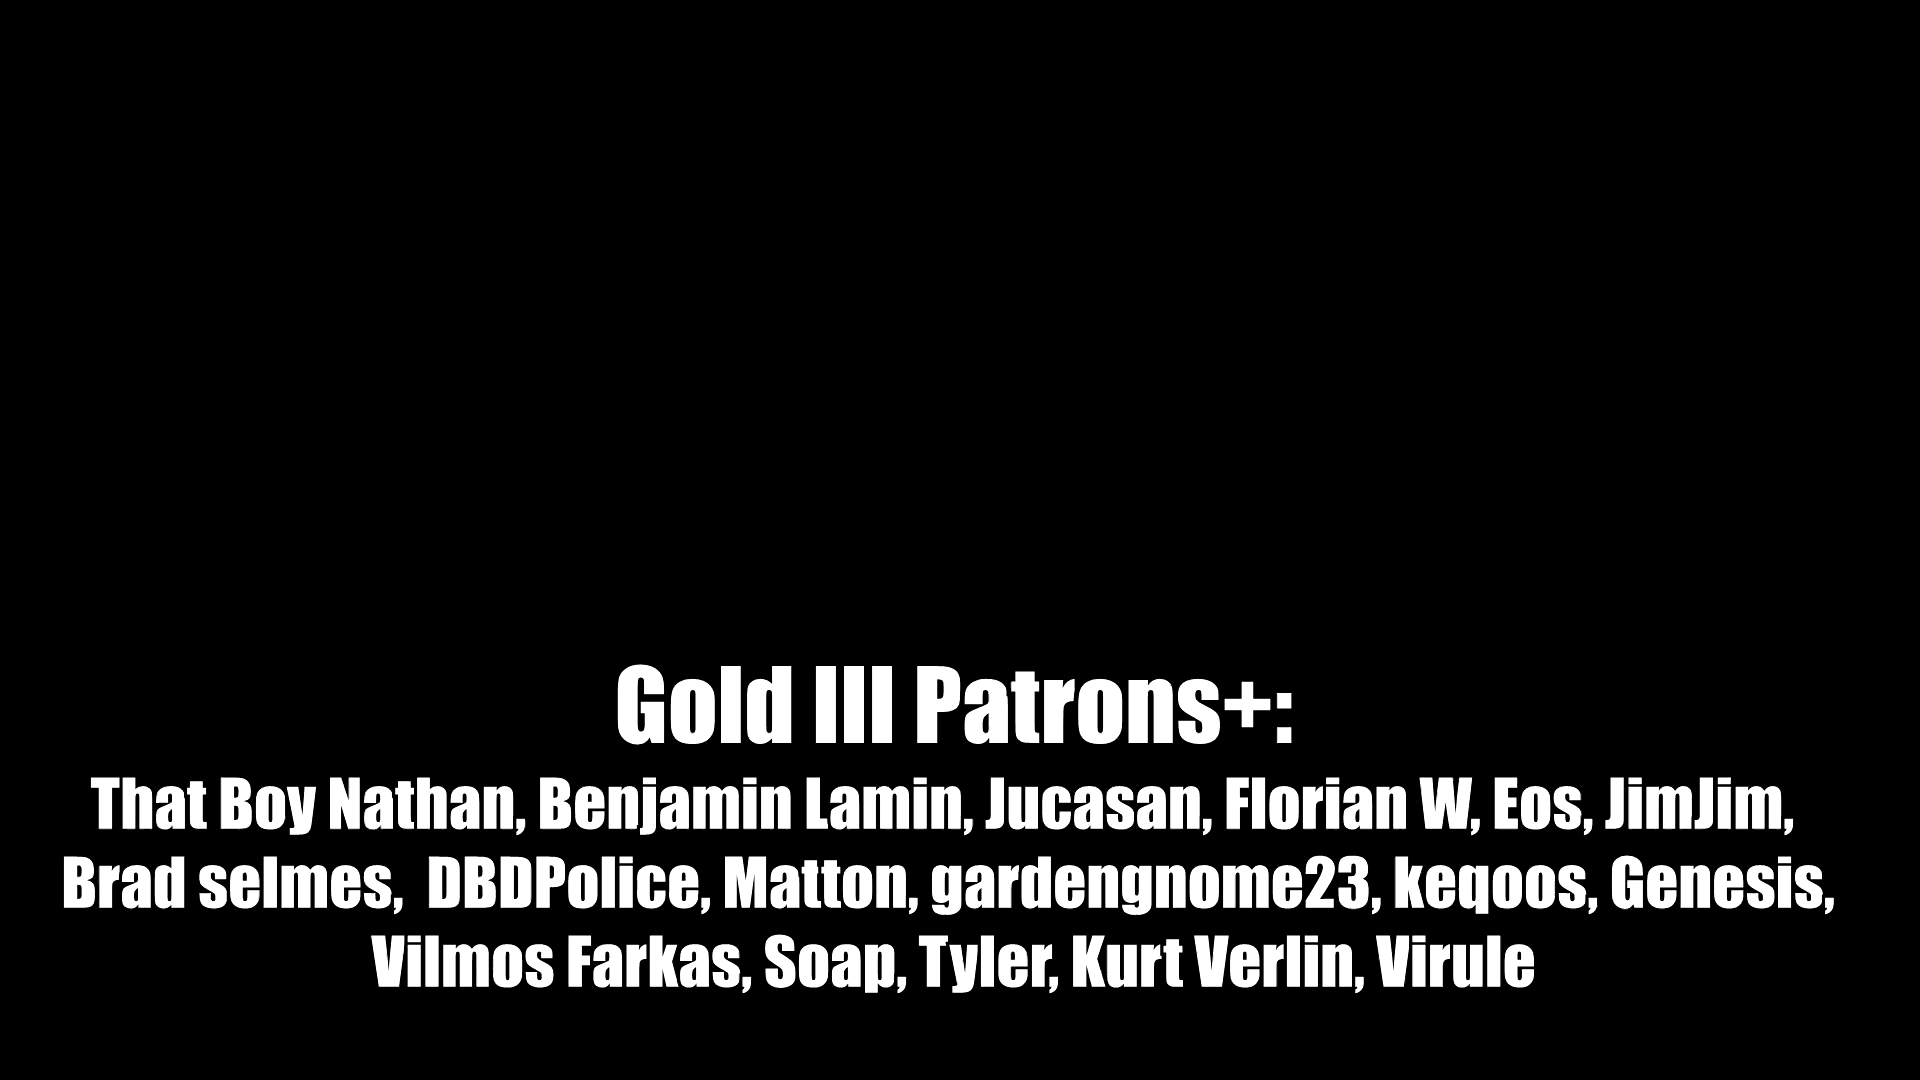 Gold III Patrons+:
That Boy Nathan, Benjamin Lamin, Jucasan, Florian W, Eos, JimJim,
Brad selmes,  DBDPolice, Matton, gardengnome23, keqoos, Genesis,
Vilmos Farkas, Soap, Tyler, Kurt Verlin, Virule